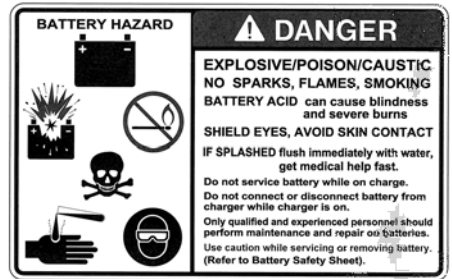 BATTERY HAZARD
+ −
DANGER
EXPLOSIVE/POISON/CAUSTIC
NO SPARKS, FLAMES, SMOKING
BATTERY ACID can cause blindness
and severe burns
SHIELD EYES, AVOID SKIN CONTACT
IF SPLASHED flush immediately with water,
get medical help fast.
Do not service battery while on charge.
Do not connect or disconnect battery from
charger while charger is on.
Only qualified and experienced personnel should
perform maintenance and repair on batteries.
Use caution while servicing or removing battery.
(Refer to Battery Safety Sheet).